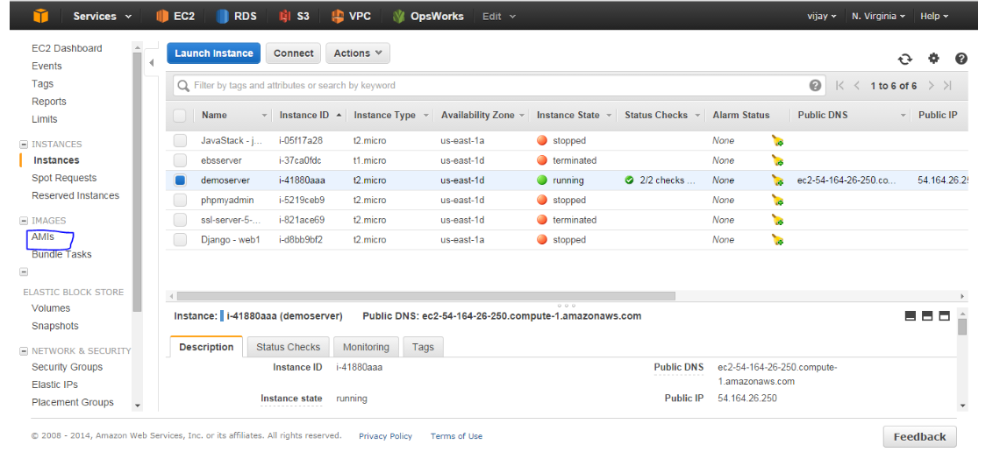 Services EC2 RDS S3 VPC OpsWorks Edit vijay N. Virginia Help
EC2 Dashboard
Events
Tags
Reports
Limits
INSTANCES
Instances
Spot Requests
Reserved Instances
IMAGES
AMIs
Bundle Tasks
ELASTIC BLOCK STORE
Volumes
Snapshots
NETWORK & SECURITY
Security Groups
Elastic IPs
Placement Groups
Launch Instance Connect Actions
Filter by tags and attributes or search by keyword 1 to 6 of 6
Name Instance ID Instance Type Availability Zone Instance State Status Checks Alarm Status Public DNS Public IP
JavaStack - j... i-05f17a28 t2.micro us-east-1a stopped None
ebsserver i-37ca0fdc t1.micro us-east-1d terminated None
demoserver i-41880aaa t2.micro us-east-1d running 2/2 checks ... None ec2-54-164-26-250.co... 54.164.26.25
phpmyadmin i-5219ceb9 t2.micro us-east-1d stopped None
ssl-server-5-... i-821ace69 t2.micro us-east-1d terminated None
Django - web1 i-d8bb9bf2 t2.micro us-east-1a stopped None
Instance: i-41880aaa (demoserver) Public DNS: ec2-54-164-26-250.compute-1.amazonaws.com
Description Status Checks Monitoring Tags
Instance ID i-41880aaa Public DNS ec2-54-164-26-250.compute-
1.amazonaws.com
Instance state running Public IP 54.164.26.250
© 2008 - 2014, Amazon Web Services, Inc. or its affiliates. All rights reserved. Privacy Policy Terms of Use Feedback